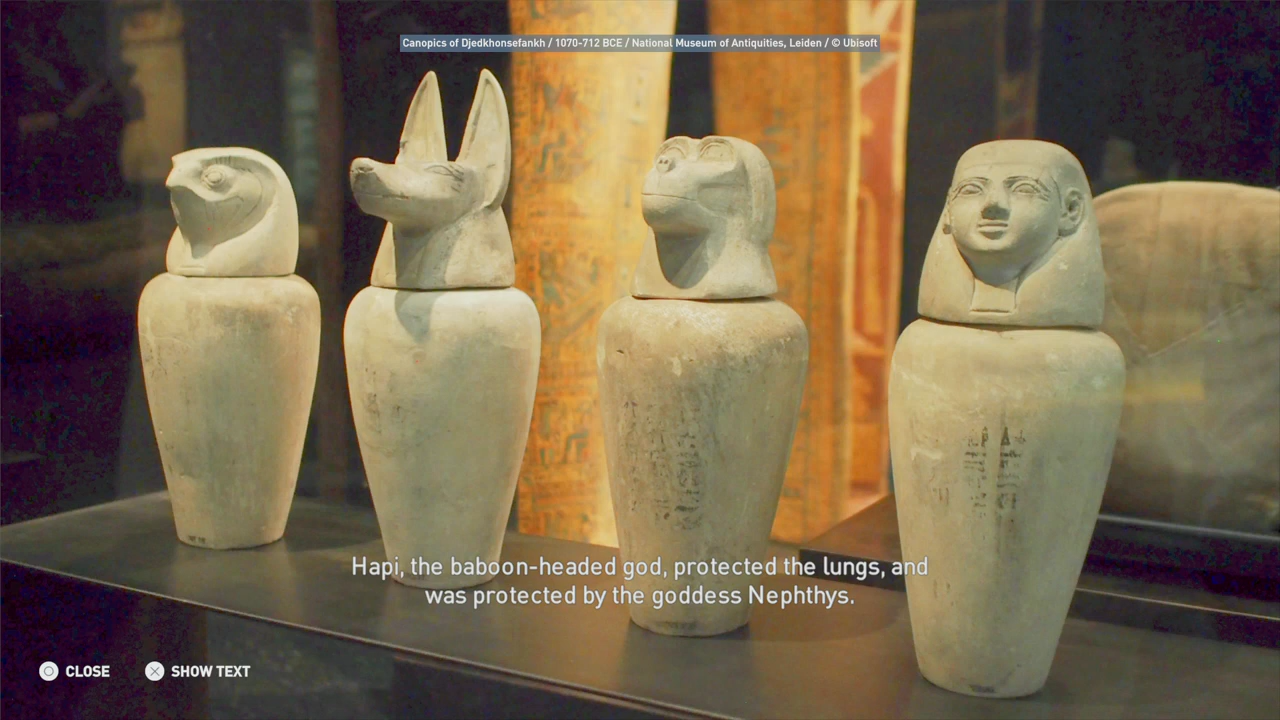 Canopics of Djedkhonsefankh / 1070-712 BCE / National Museum of Antiquities, Leiden / © Ubisoft
Hapi, the baboon-headed god, protected the lungs, and
was protected by the goddess Nephthys.
CLOSE
SHOW TEXT